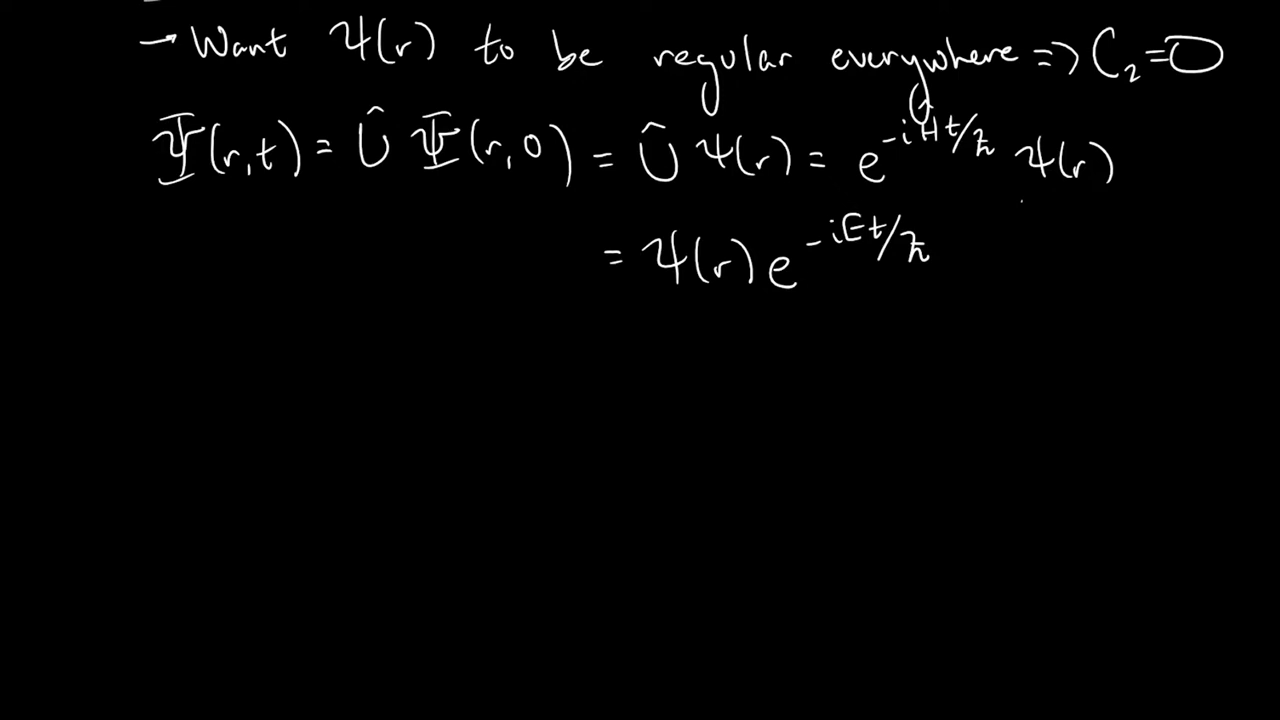 → Want ψ(r) to be regular everywhere ⇒ C₂=0
Ψ(r,t) = Û Ψ(r,0) = Û ψ(r) = e^{-iĤt/ℏ} ψ(r)
= ψ(r) e^{-iEt/ℏ}